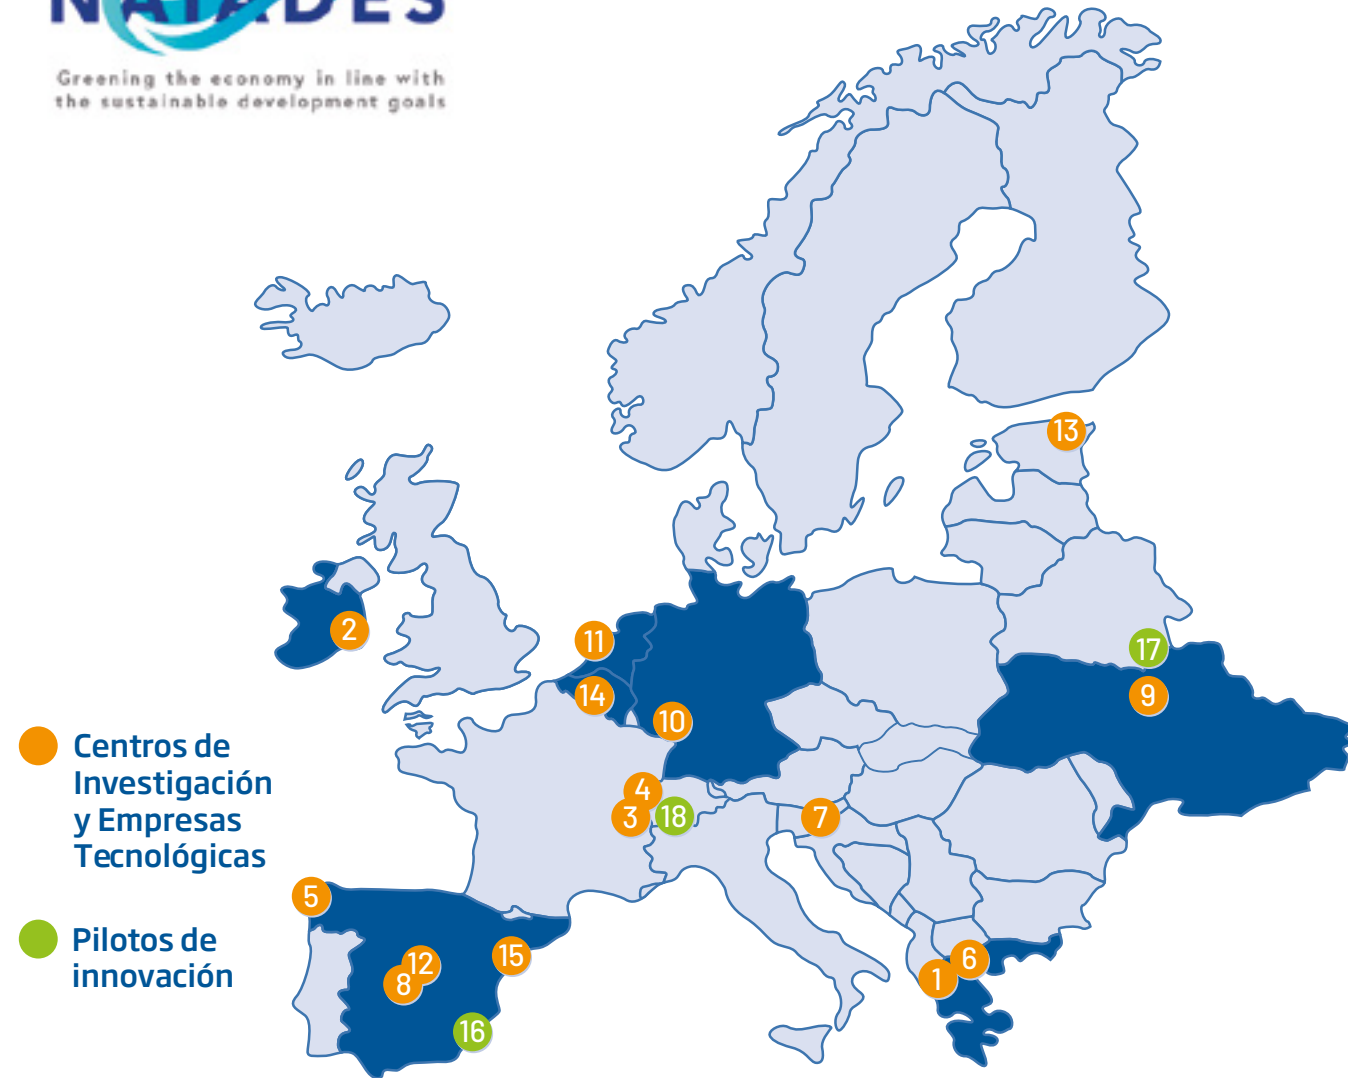 NAIADES
Greening the economy in line with
the sustainable development goals
13
2
11
14
10
17
9
4
3
18
7
5
12
8
15
6
1
16
Centros de
Investigación
y Empresas
Tecnológicas
Pilotos de
innovación